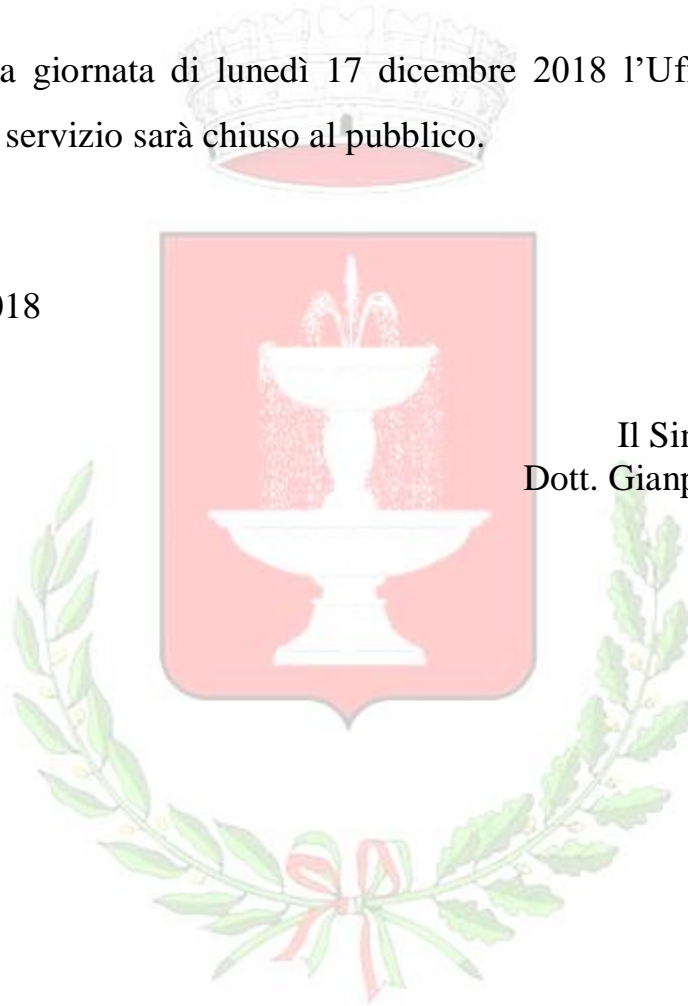 a giornata di lunedì 17 dicembre 2018 l’Uf
servizio sarà chiuso al pubblico.
018
Il Sin
Dott. Gianp